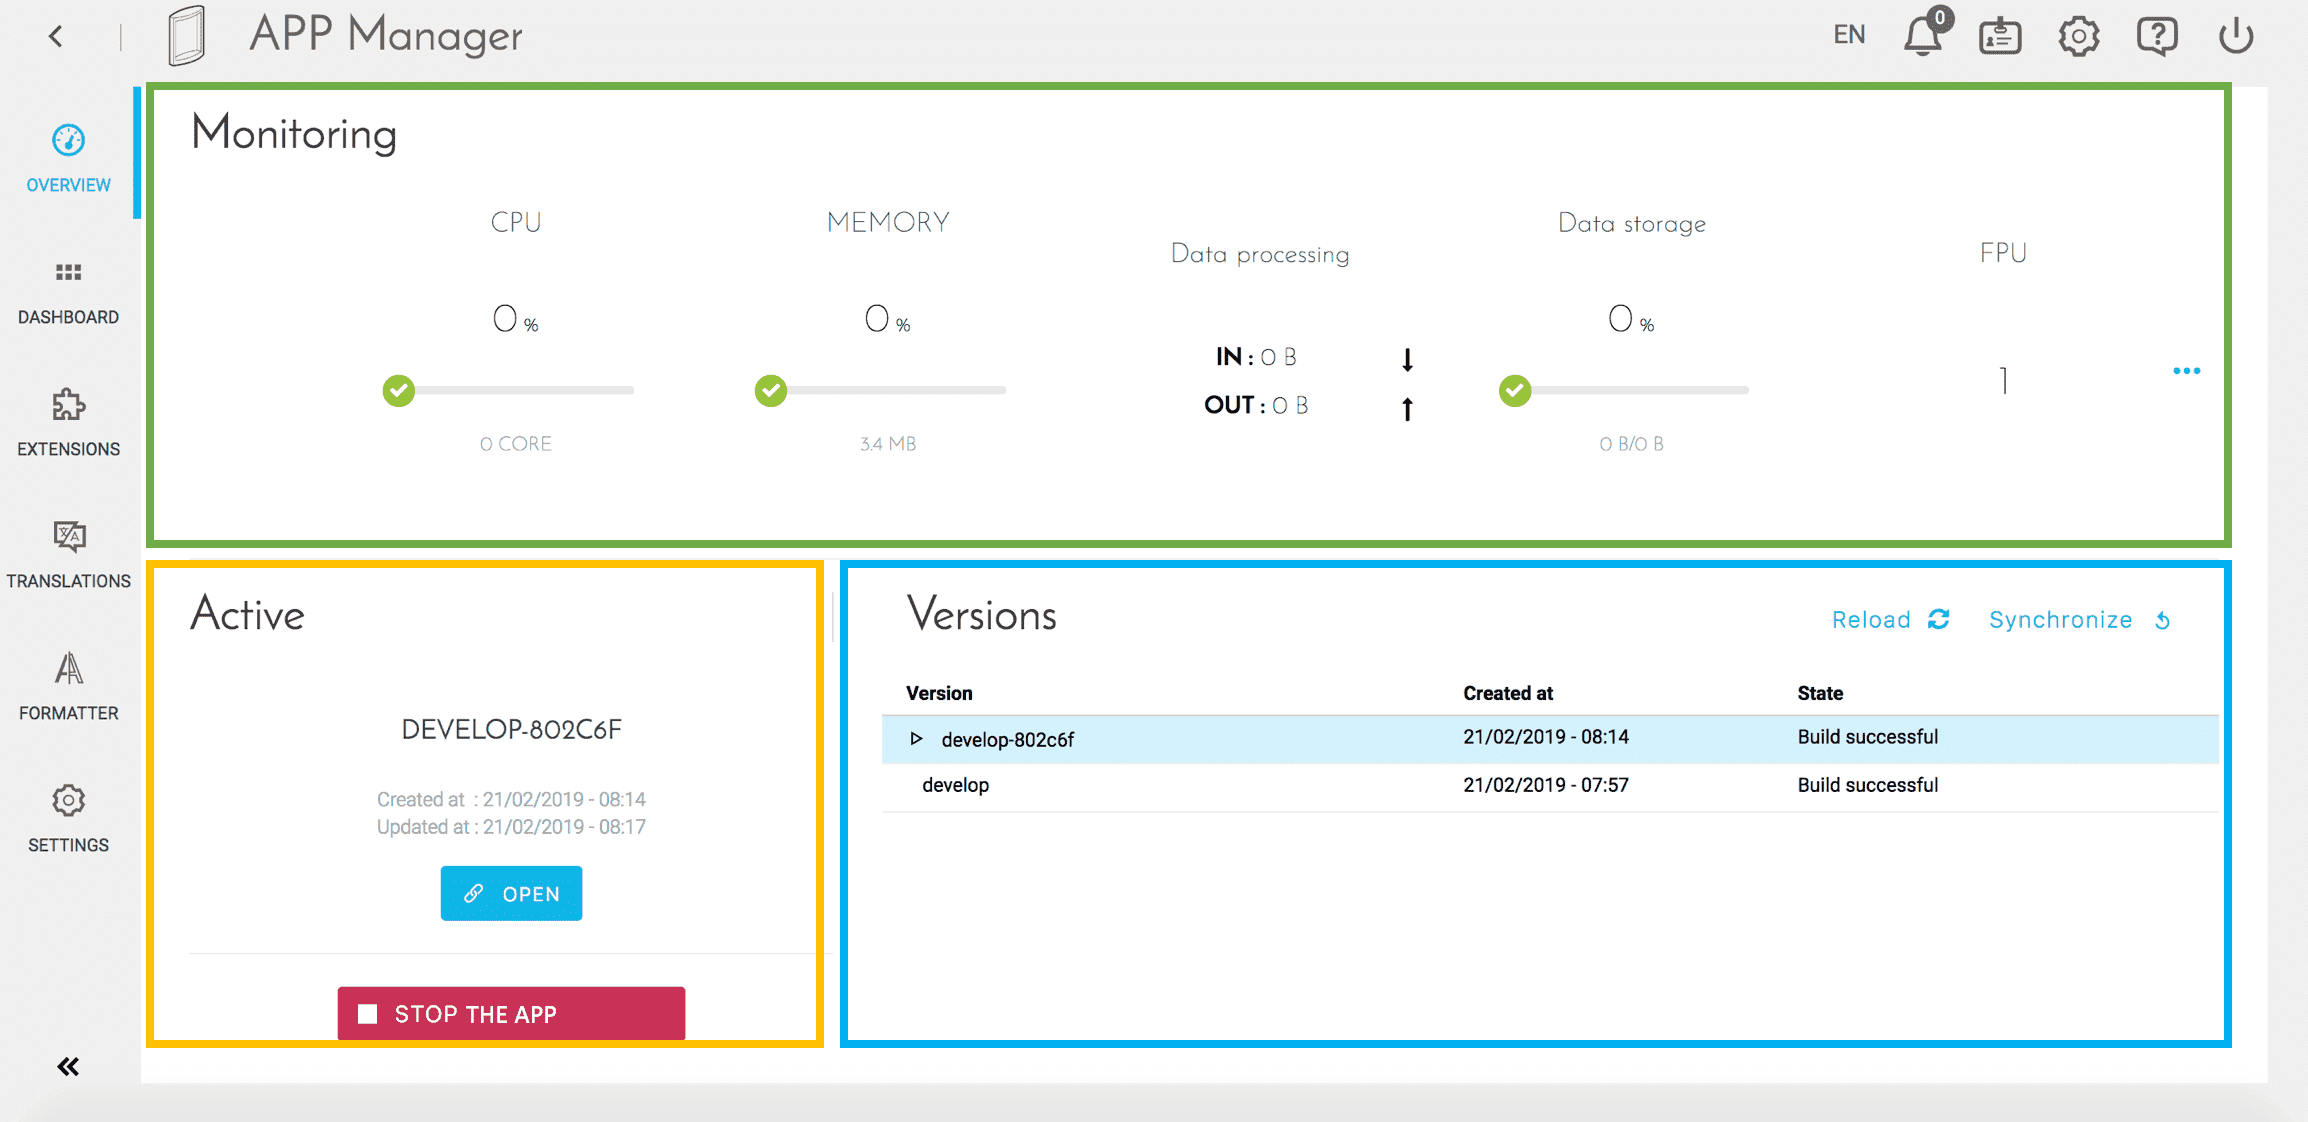 APP Manager
EN
0
OVERVIEW
DASHBOARD
EXTENSIONS
TRANSLATIONS
FORMATTER
SETTINGS
Monitoring
CPU
0 %
0 CORE
MEMORY
0 %
3.4 MB
Data processing
IN : 0 B
OUT : 0 B
Data storage
0 %
0 B/0 B
FPU
1
Active
DEVELOP-802C6F
Created at : 21/02/2019 - 08:14
Updated at : 21/02/2019 - 08:17
OPEN
STOP THE APP
Versions
Reload
Synchronize
Version Created at State
develop-802c6f 21/02/2019 - 08:14 Build successful
develop 21/02/2019 - 07:57 Build successful